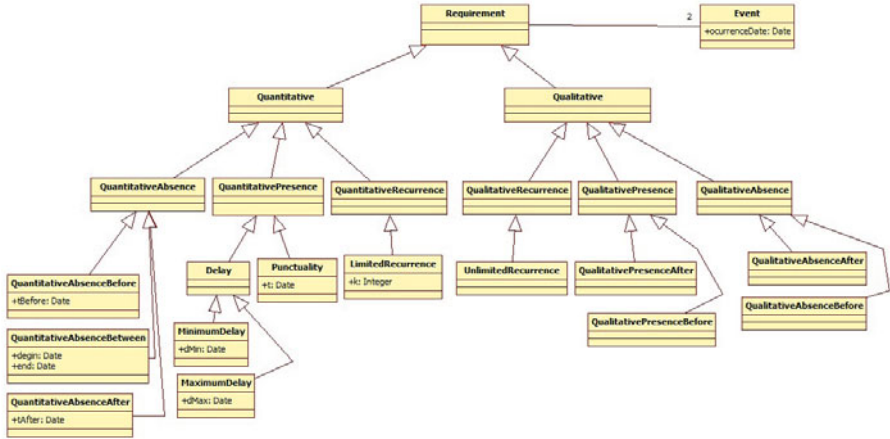 Requirement
2
Event
+ocurrenceDate: Date
Quantitative
Qualitative
QuantitativeAbsence
QuantitativePresence
QuantitativeRecurrence
QualitativeRecurrence
QualitativePresence
QualitativeAbsence
QuantitativeAbsenceBefore
+tBefore: Date
Delay
Punctuality
+t: Date
LimitedRecurrence
+k: Integer
UnlimitedRecurrence
QualitativePresenceAfter
QualitativeAbsenceAfter
QualitativeAbsenceBefore
QuantitativeAbsenceBetween
+degin: Date
+end: Date
MinimumDelay
+dMin: Date
QualitativePresenceBefore
MaximumDelay
+dMax: Date
QuantitativeAbsenceAfter
+tAfter: Date